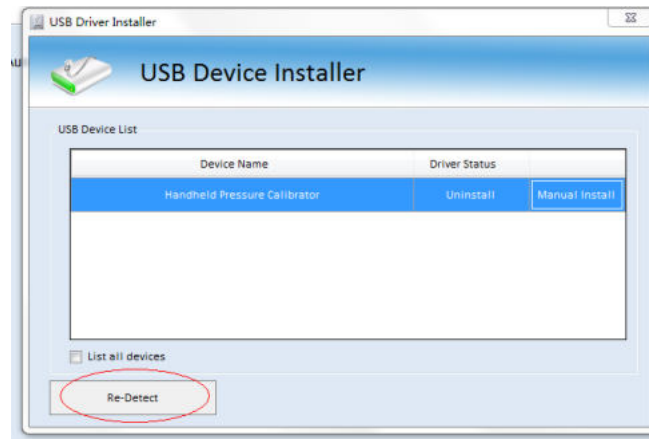 USB Driver Installer
USB Device Installer
USB Device List
Device Name Driver Status
Handheld Pressure Calibrator Uninstall Manual Install
List all devices
Re-Detect